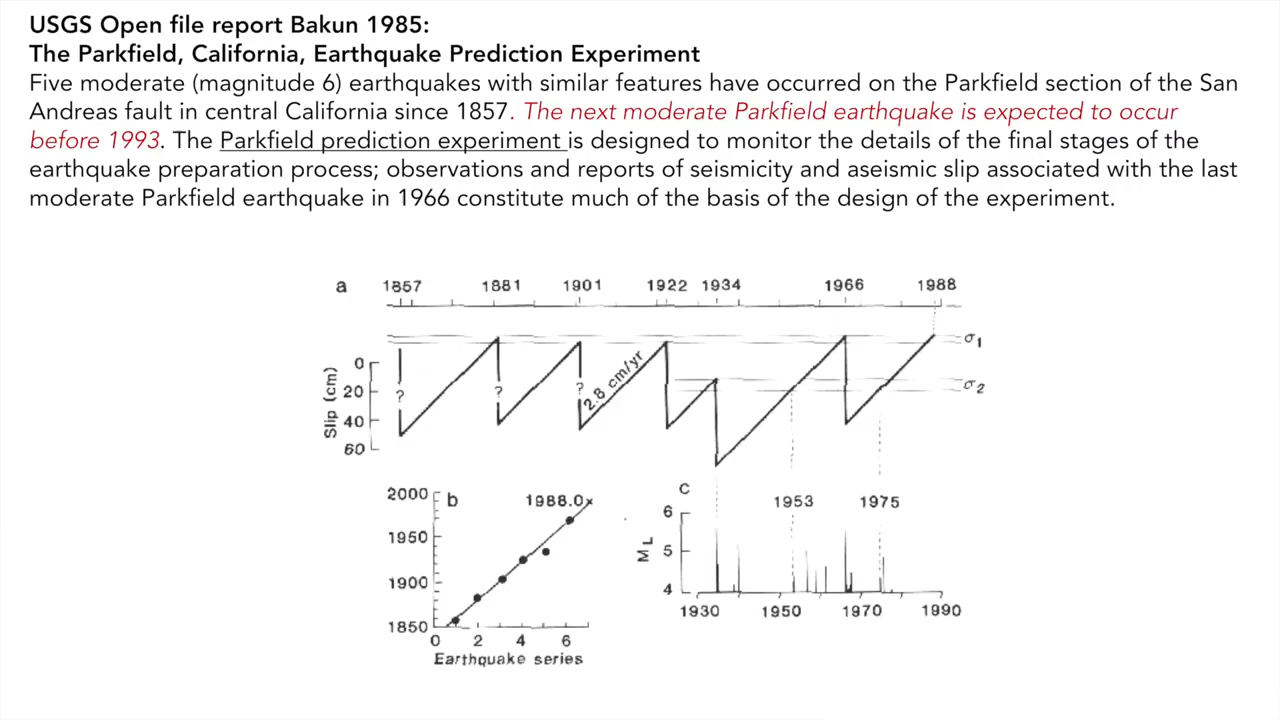 USGS Open file report Bakun 1985:
The Parkfield, California, Earthquake Prediction Experiment
Five moderate (magnitude 6) earthquakes with similar features have occurred on the Parkfield section of the San
Andreas fault in central California since 1857. The next moderate Parkfield earthquake is expected to occur
before 1993. The Parkfield prediction experiment is designed to monitor the details of the final stages of the
earthquake preparation process; observations and reports of seismicity and aseismic slip associated with the last
moderate Parkfield earthquake in 1966 constitute much of the basis of the design of the experiment.
a 1857 1881 1901 1922 1934 1966 1988
σ1
0
20
40
60
Slip (cm)
? ? ?
2.8 cm/yr
σ2
b 1988.0x
2000
1950
1900
1850
0 2 4 6
Earthquake series
c
1953 1975
6
5
4
ML
1930 1950 1970 1990